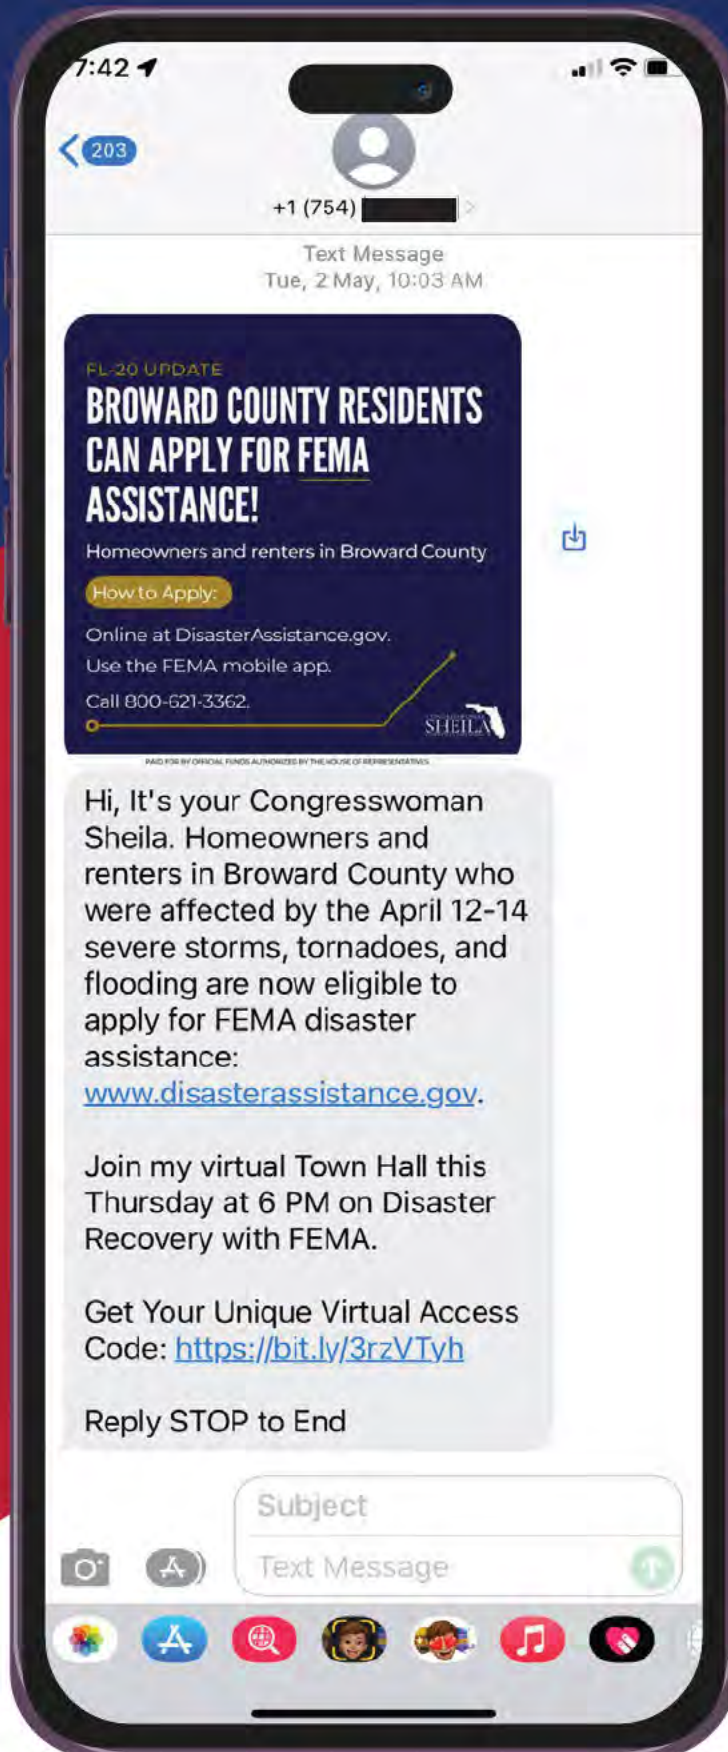 7:42
203
+1 (754)
Text Message
Tue, 2 May, 10:03 AM
FL-20 UPDATE
BROWARD COUNTY RESIDENTS
CAN APPLY FOR FEMA
ASSISTANCE!
Homeowners and renters in Broward County
How to Apply:
Online at DisasterAssistance.gov.
Use the FEMA mobile app.
Call 800-621-3362.
SHEILA
PAID FOR BY OFFICIAL FUNDS AUTHORIZED BY THE HOUSE OF REPRESENTATIVES
Hi, It's your Congresswoman
Sheila. Homeowners and
renters in Broward County who
were affected by the April 12-14
severe storms, tornadoes, and
flooding are now eligible to
apply for FEMA disaster
assistance:
www.disasterassistance.gov.
Join my virtual Town Hall this
Thursday at 6 PM on Disaster
Recovery with FEMA.
Get Your Unique Virtual Access
Code: https://bit.ly/3rzVTyh
Reply STOP to End
Subject
Text Message